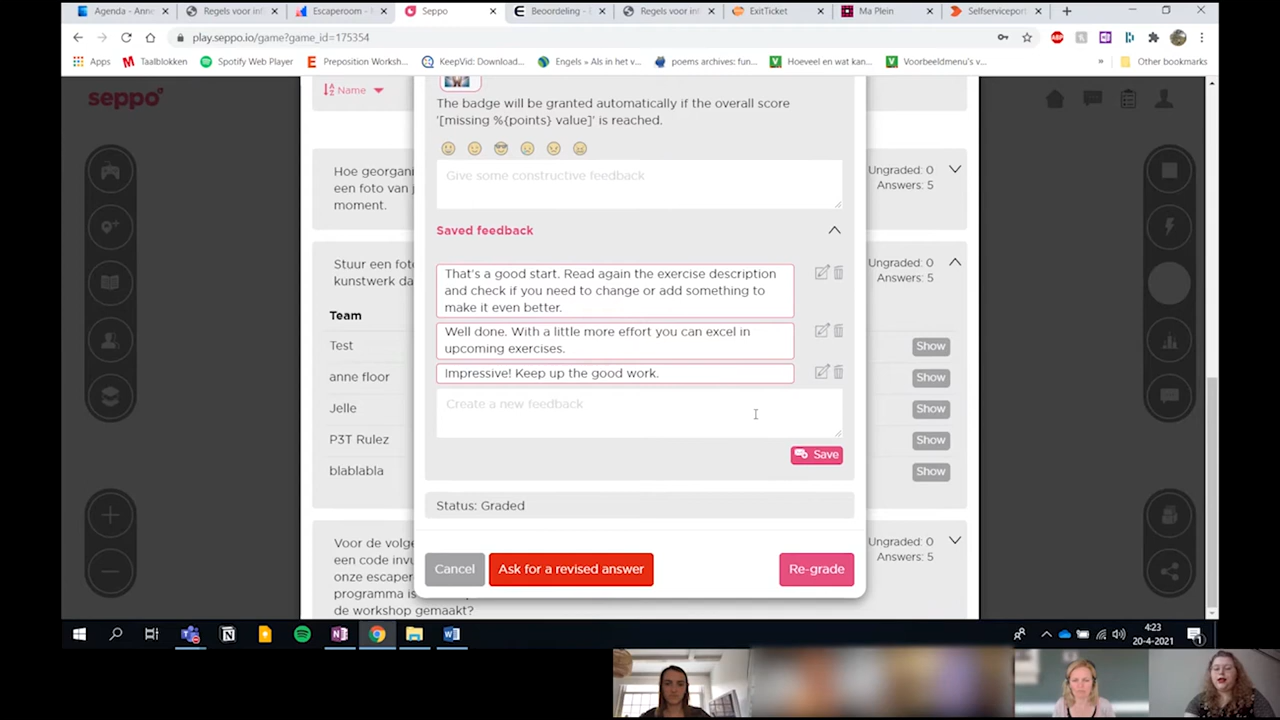 Agenda - Anne
Regels voor inf
Escaperoom -
Seppo
Beoordeling -
Regels voor inf
ExitTicket
Ma Plein
Selfserviceport
play.seppo.io/game?game_id=175354
Apps
Taalblokken
Spotify Web Player
Preposition Worksh...
KeepVid: Download...
Engels » Als in het v...
poems archives: fun...
Hoeveel en wat kan...
Voorbeeldmenu's v...
»
Other bookmarks
seppo
Name
The badge will be granted automatically if the overall score
'[missing %{points} value]' is reached.
Give some constructive feedback
Hoe georgani
een foto van j
moment.
Ungraded: 0
Answers: 5
Saved feedback
That's a good start. Read again the exercise description
and check if you need to change or add something to
make it even better.
Well done. With a little more effort you can excel in
upcoming exercises.
Impressive! Keep up the good work.
Create a new feedback
Save
Stuur een foto
kunstwerk da
Ungraded: 0
Answers: 5
Team
Test
Show
anne floor
Show
Jelle
Show
P3T Rulez
Show
blablabla
Show
Status: Graded
Cancel
Ask for a revised answer
Re-grade
Voor de volge
een code invu
onze escaper
programma is
de workshop gemaakt?
Ungraded: 0
Answers: 5
4:23
20-4-2021